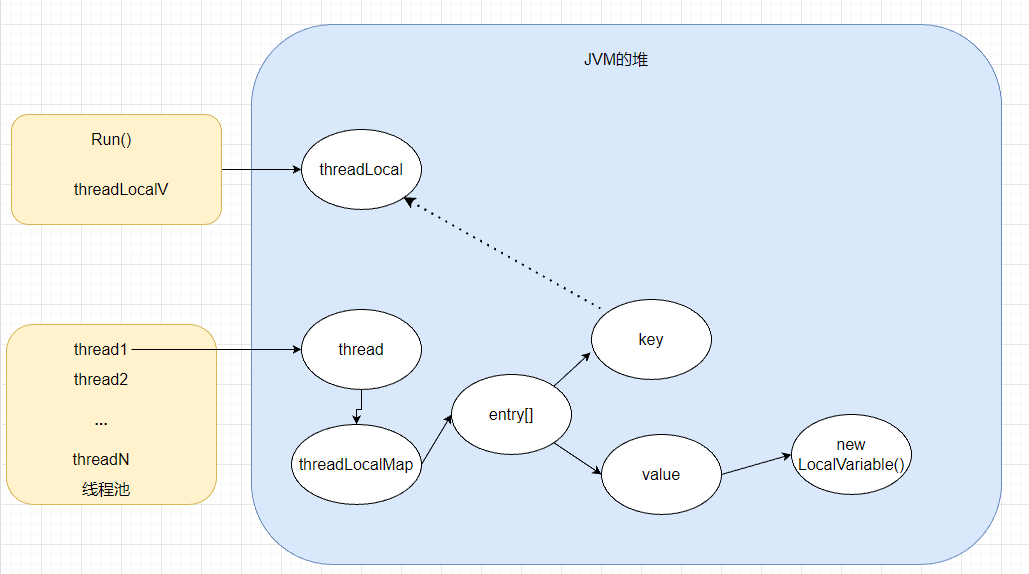 JVM的堆
Run()
threadLocalV
threadLocal
thread1
thread2
...
threadN
线程池
thread
threadLocalMap
entry[]
key
value
new
LocalVariable()